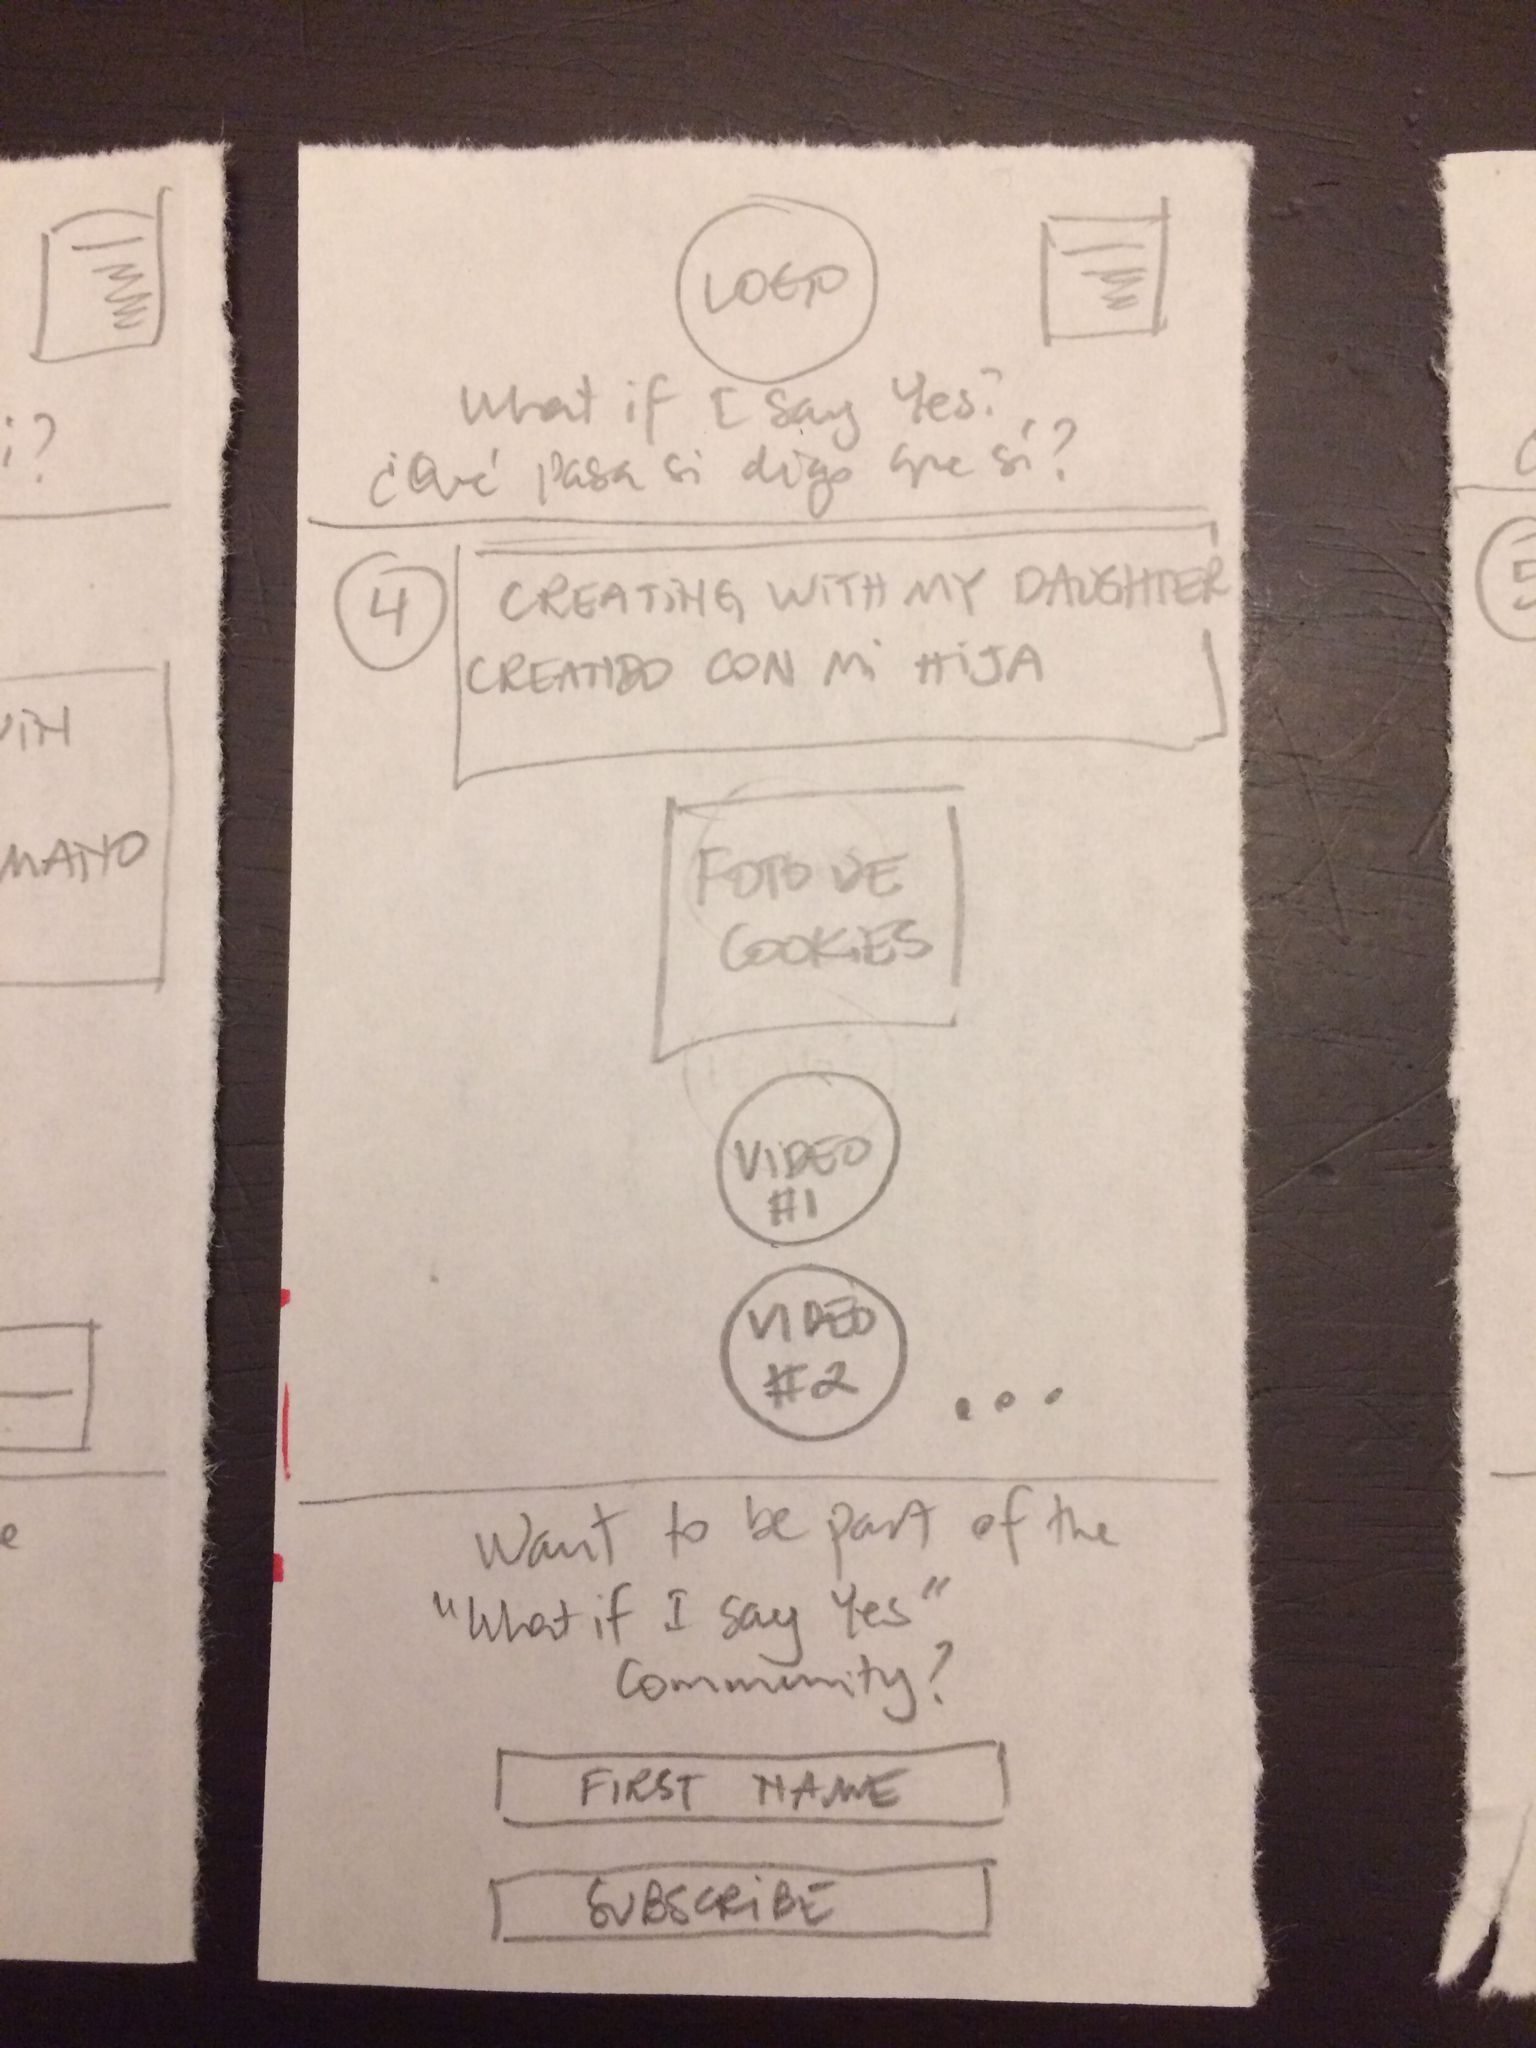 LOGO
What if I say Yes?
¿Qué pasa si digo que sí?
4
CREATING WITH MY DAUGHTER
CREANDO CON MI HIJA
FOTO DE
COOKIES
VIDEO
#1
VIDEO
#2
...
Want to be part of the
"What if I say Yes"
Community?
FIRST NAME
SUBSCRIBE
i?
MANO
5